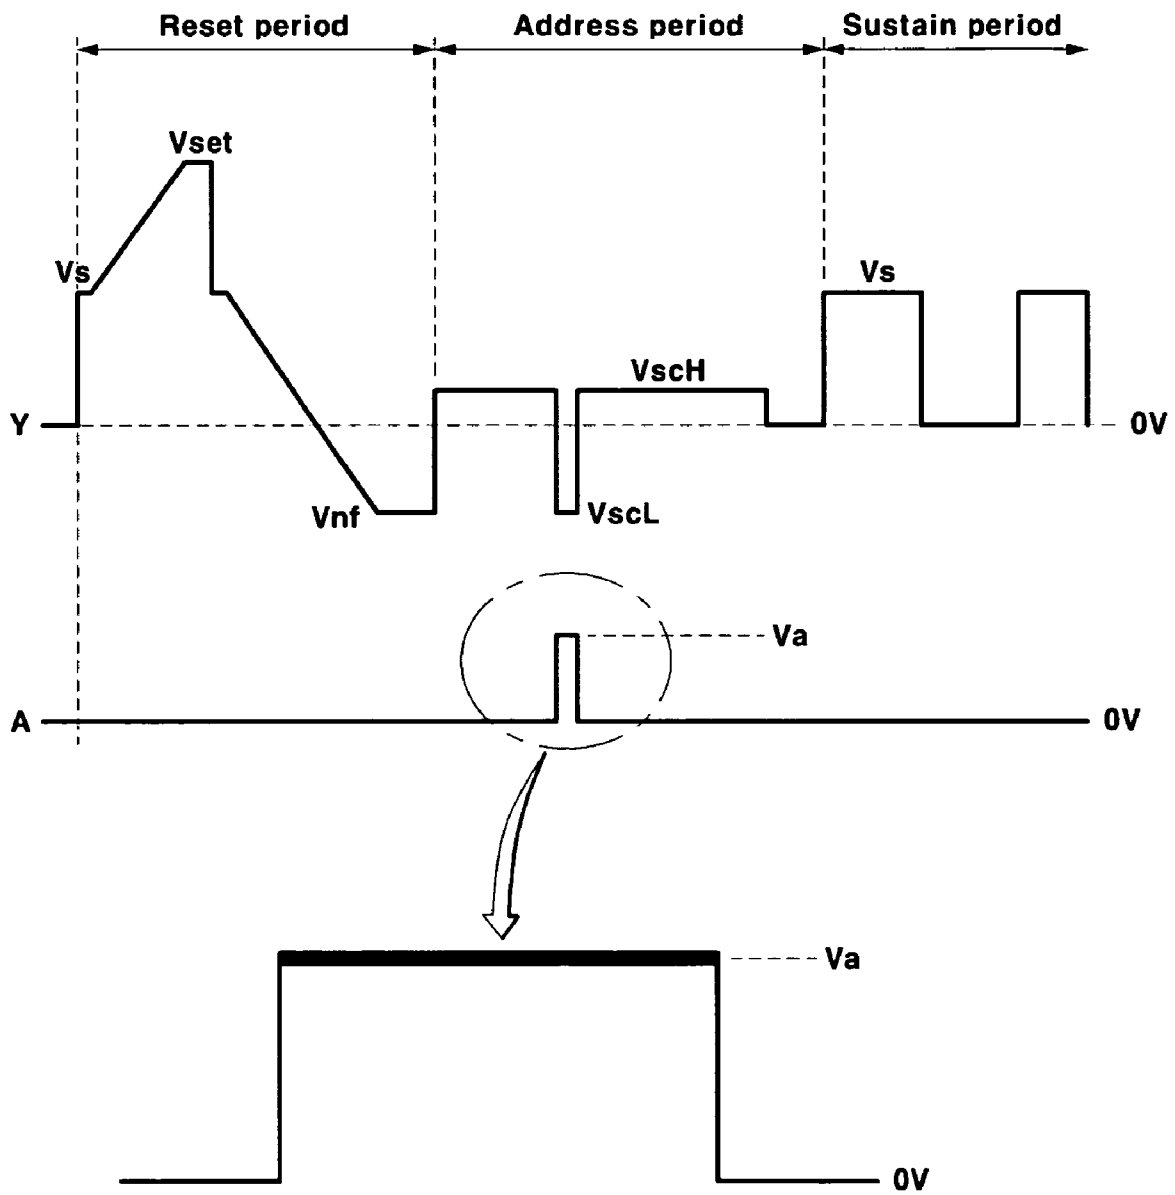 Reset period
Address period
Sustain period
Vset
Vs
Vs
VscH
Y
0V
Vnf
VscL
Va
A
0V
Va
0V